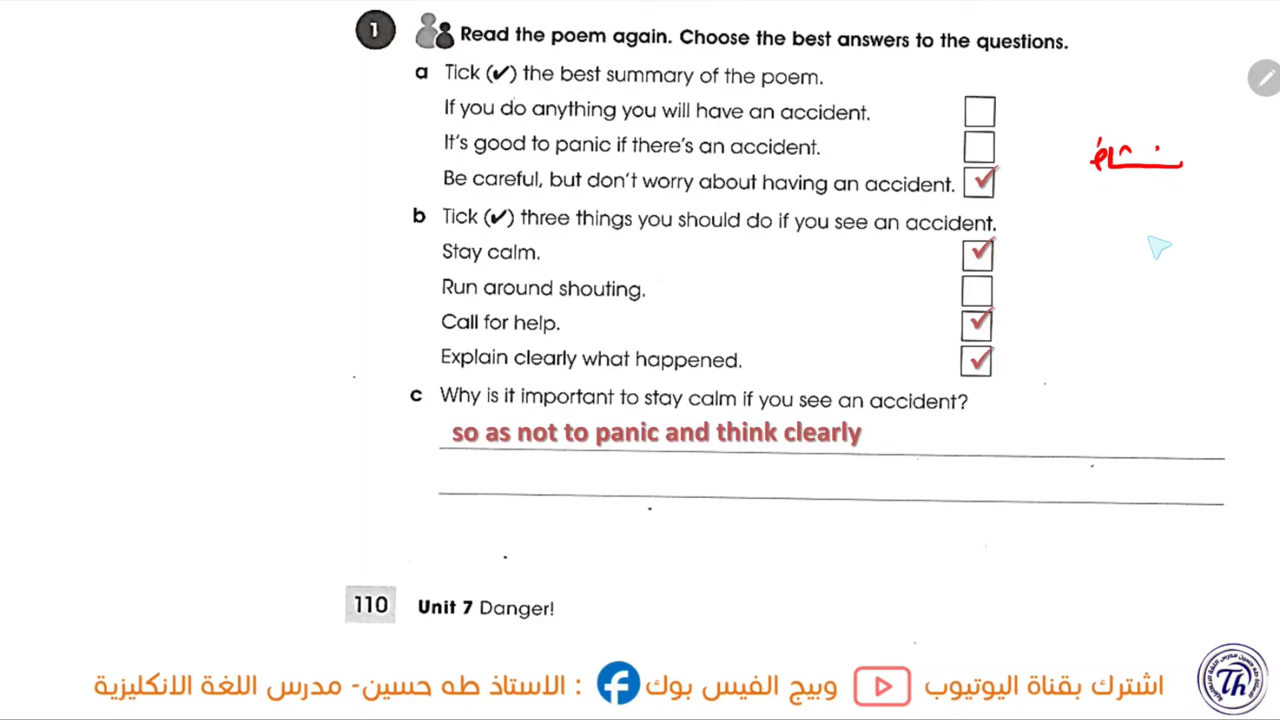 1 Read the poem again. Choose the best answers to the questions.
a Tick (✔) the best summary of the poem.
If you do anything you will have an accident.
It's good to panic if there's an accident.
Be careful, but don't worry about having an accident. ✓
b Tick (✔) three things you should do if you see an accident.
Stay calm. ✓
Run around shouting.
Call for help. ✓
Explain clearly what happened. ✓
c Why is it important to stay calm if you see an accident?
so as not to panic and think clearly
110 Unit 7 Danger!
اشترك بقناة اليوتيوب وبيج الفيس بوك : الاستاذ طه حسين- مدرس اللغة الانكليزية
Th